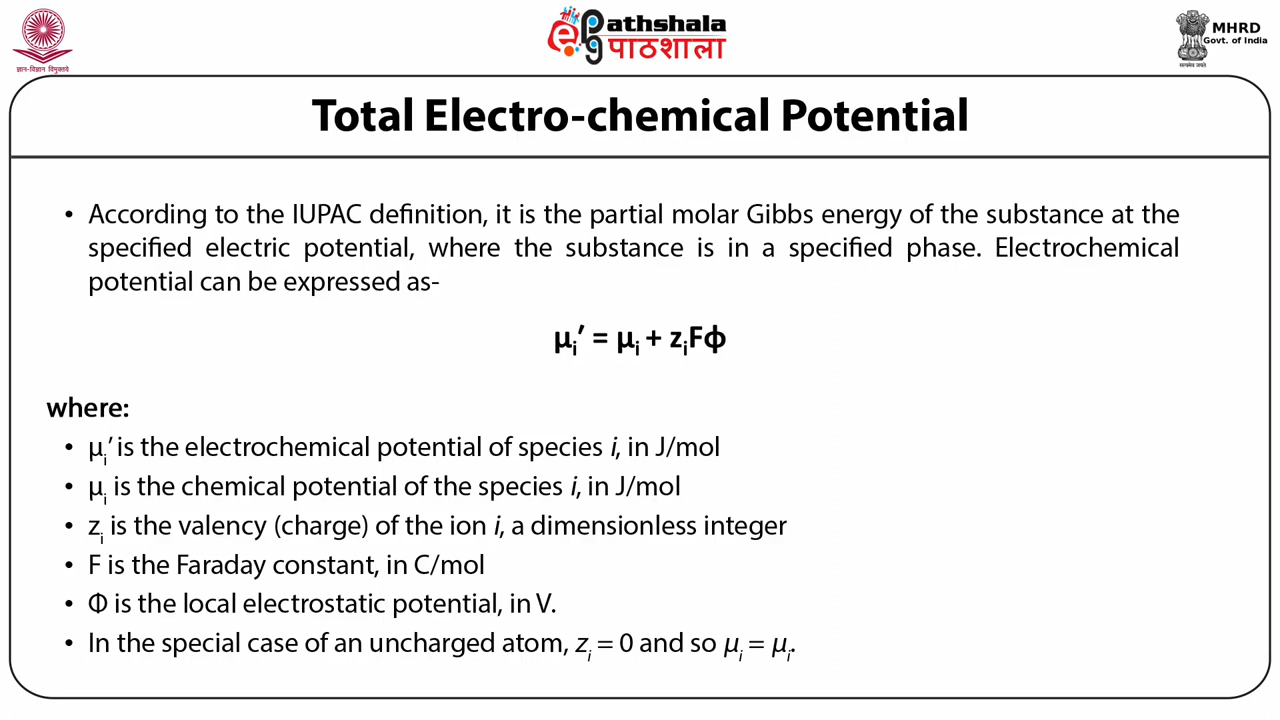 ज्ञान-विज्ञान विमुक्तये
ePathshala
पाठशाला
सत्यमेव जयते
MHRD
Govt. of India
Total Electro-chemical Potential
• According to the IUPAC definition, it is the partial molar Gibbs energy of the substance at the
specified electric potential, where the substance is in a specified phase. Electrochemical
potential can be expressed as-
μᵢ′ = μᵢ + zᵢFϕ
where:
• μᵢ′ is the electrochemical potential of species i, in J/mol
• μᵢ is the chemical potential of the species i, in J/mol
• zᵢ is the valency (charge) of the ion i, a dimensionless integer
• F is the Faraday constant, in C/mol
• Φ is the local electrostatic potential, in V.
• In the special case of an uncharged atom, zᵢ = 0 and so μᵢ = μᵢ.